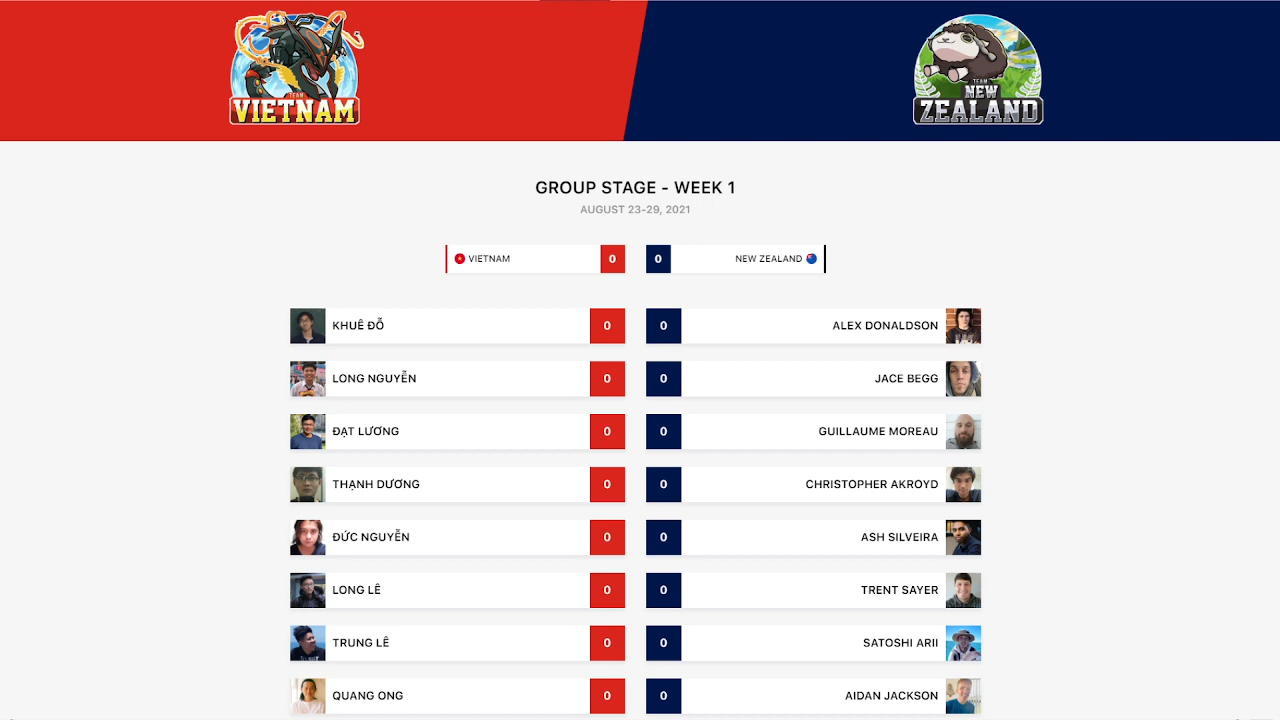 TEAM
VIETNAM
TEAM
NEW
ZEALAND
GROUP STAGE - WEEK 1
AUGUST 23-29, 2021
VIETNAM 0 0 NEW ZEALAND
KHUÊ ĐỖ 0 0 ALEX DONALDSON
LONG NGUYỄN 0 0 JACE BEGG
ĐẠT LƯƠNG 0 0 GUILLAUME MOREAU
THẠNH DƯƠNG 0 0 CHRISTOPHER AKROYD
ĐỨC NGUYỄN 0 0 ASH SILVEIRA
LONG LÊ 0 0 TRENT SAYER
TRUNG LÊ 0 0 SATOSHI ARII
QUANG ONG 0 0 AIDAN JACKSON